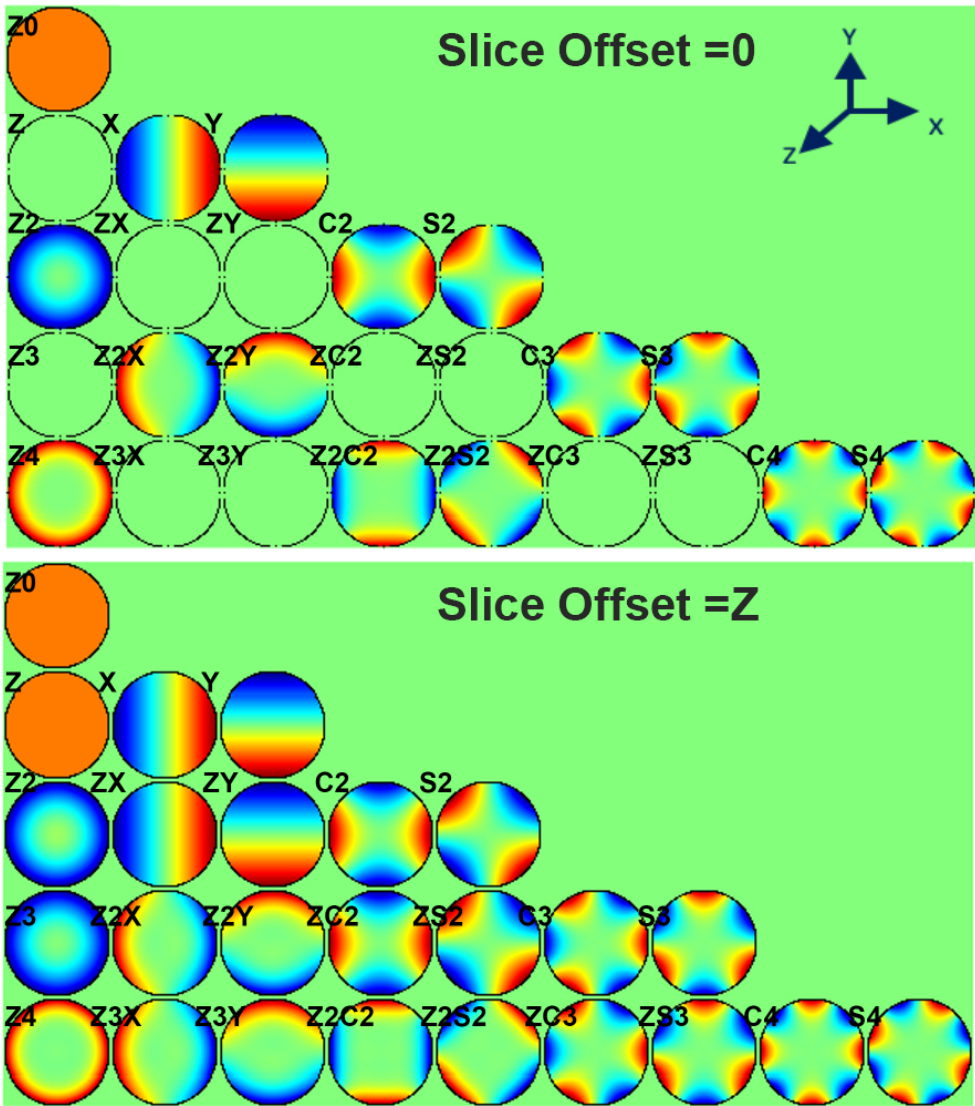 Z0
Slice Offset =0
Y
X
Z
Z X Y
Z2 ZX ZY C2 S2
Z3 Z2X Z2Y ZC2 ZS2 C3 S3
Z4 Z3X Z3Y Z2C2 Z2S2 ZC3 ZS3 C4 S4
Z0
Slice Offset =Z
Z X Y
Z2 ZX ZY C2 S2
Z3 Z2X Z2Y ZC2 ZS2 C3 S3
Z4 Z3X Z3Y Z2C2 Z2S2 ZC3 ZS3 C4 S4